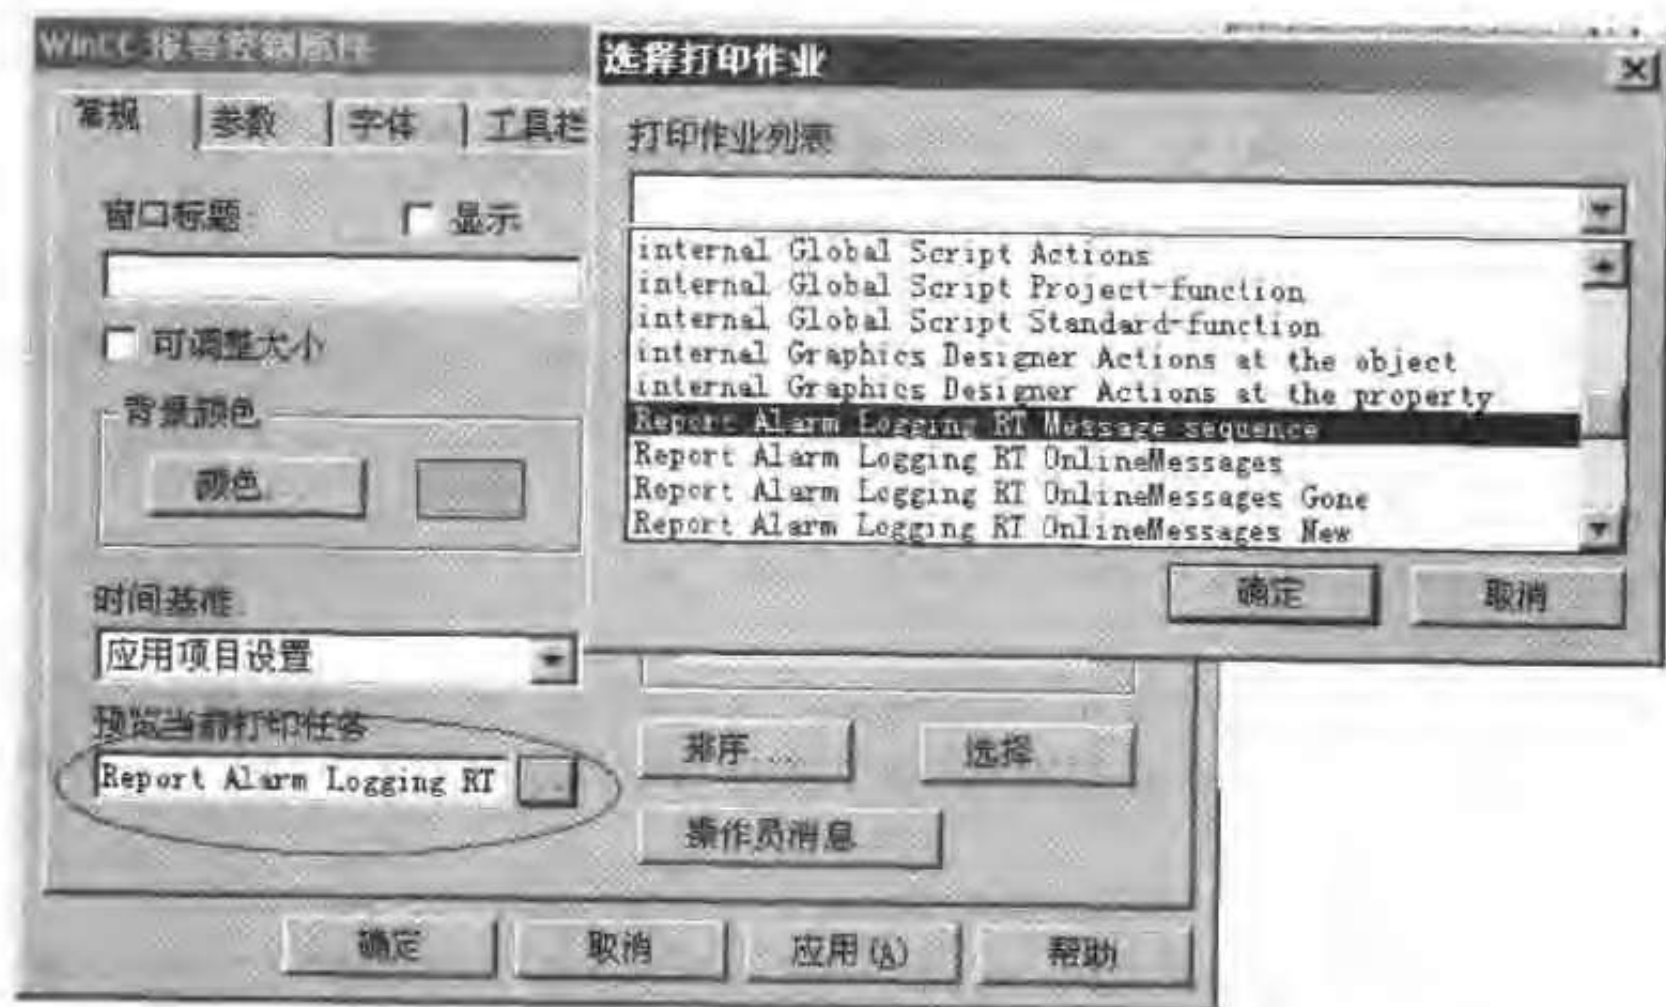 WinCC 报警控制属性
常规
参数
字体
工具栏
窗口标题:
显示
可调整大小
背景颜色
颜色...
时间基准:
应用项目设置
预览当前打印任务
Report Alarm Logging RT
...
选择打印作业
打印作业列表
internal Global Script Actions
internal Global Script Project-function
internal Global Script Standard-function
internal Graphics Designer Actions at the object
internal Graphics Designer Actions at the property
Report Alarm Logging RT Message sequence
Report Alarm Logging RT OnlineMessages
Report Alarm Logging RT OnlineMessages Gone
Report Alarm Logging RT OnlineMessages New
确定
取消
排序...
选择...
操作员消息
确定
取消
应用(A)
帮助